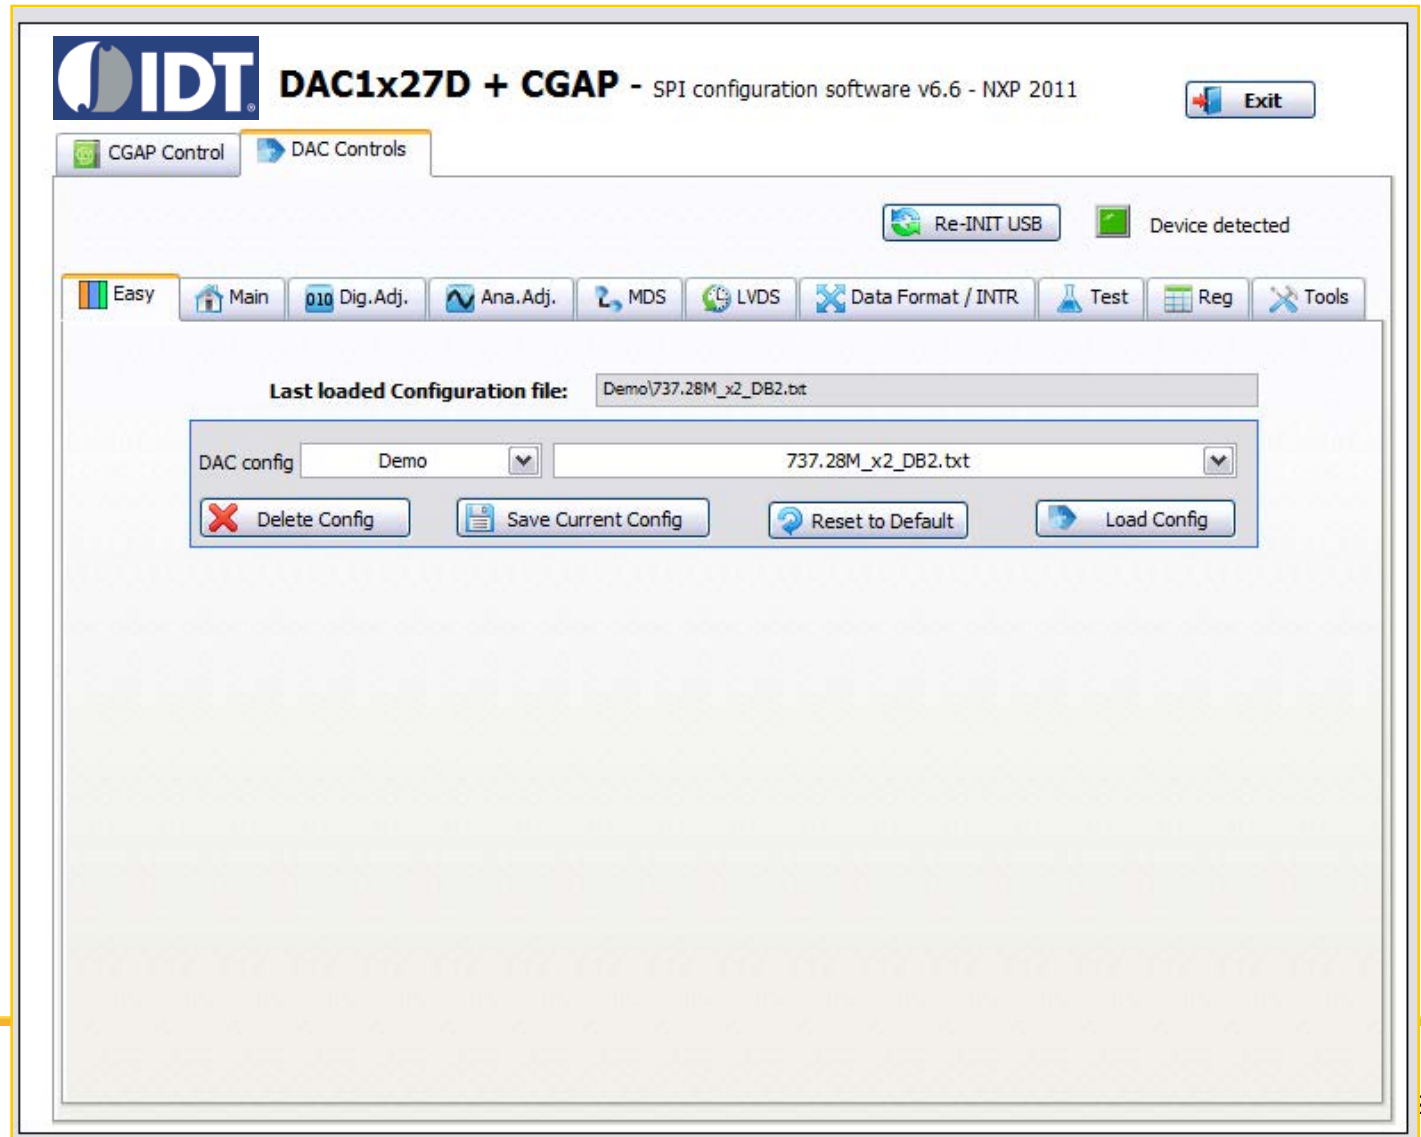 IDT
DAC1x27D + CGAP - SPI configuration software v6.6 - NXP 2011
Exit
CGAP Control DAC Controls
Re-INIT USB Device detected
Easy Main 010 Dig.Adj. Ana.Adj. MDS LVDS Data Format / INTR Test Reg Tools
Last loaded Configuration file: Demo\737.28M_x2_DB2.txt
DAC config Demo 737.28M_x2_DB2.txt
Delete Config Save Current Config Reset to Default Load Config